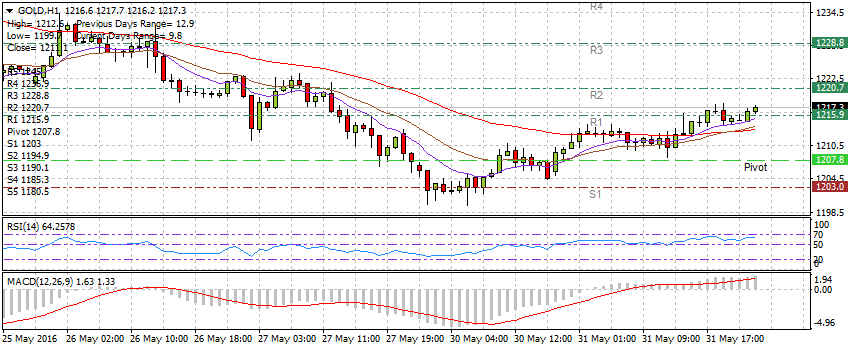 GOLD,H1, 1216.6 1217.7 1216.2 1217.3
High= 1212.6 Previous Days Range= 12.9
Low= 1199.7 Current Days Range= 9.8
Close=
R4 1236.9
R3 1228.8
R2 1220.7
R1 1215.9
Pivot 1207.8
S1 1203
S2 1194.9
S3 1190.1
S4 1185.3
S5 1180.5
R4
R3
R2
R1
Pivot
S1
1234.5
1228.8
1222.5
1220.7
1217.3
1215.9
1210.5
1207.8
1203.0
1198.5
RSI(14) 64.2578
100
70
50
20
0
MACD(12,26,9) 1.63 1.33
1.94
0.00
-4.96
25 May 2016
26 May 02:00
26 May 10:00
26 May 18:00
27 May 03:00
27 May 11:00
27 May 19:00
30 May 04:00
30 May 12:00
31 May 01:00
31 May 09:00
31 May 17:00